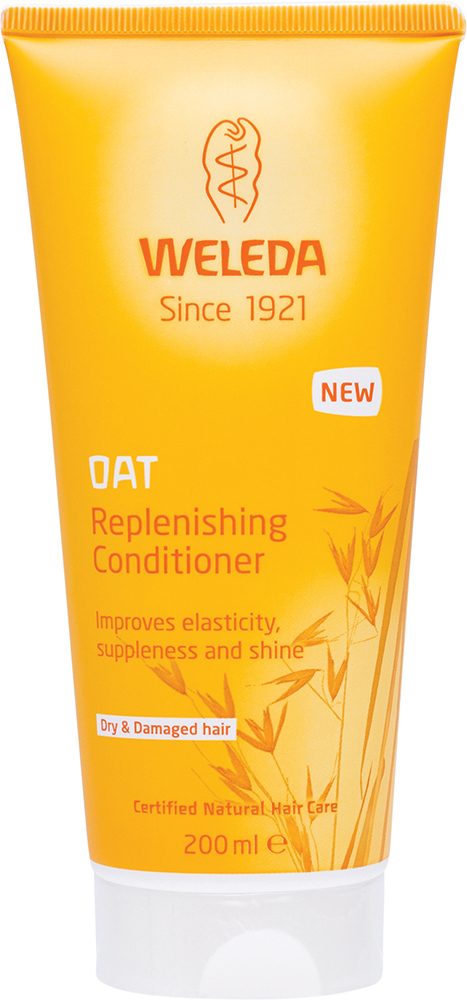 WELEDA
Since 1921
NEW
OAT
Replenishing
Conditioner
Improves elasticity,
suppleness and shine
Dry & Damaged hair
Certified Natural Hair Care
200 ml ℮